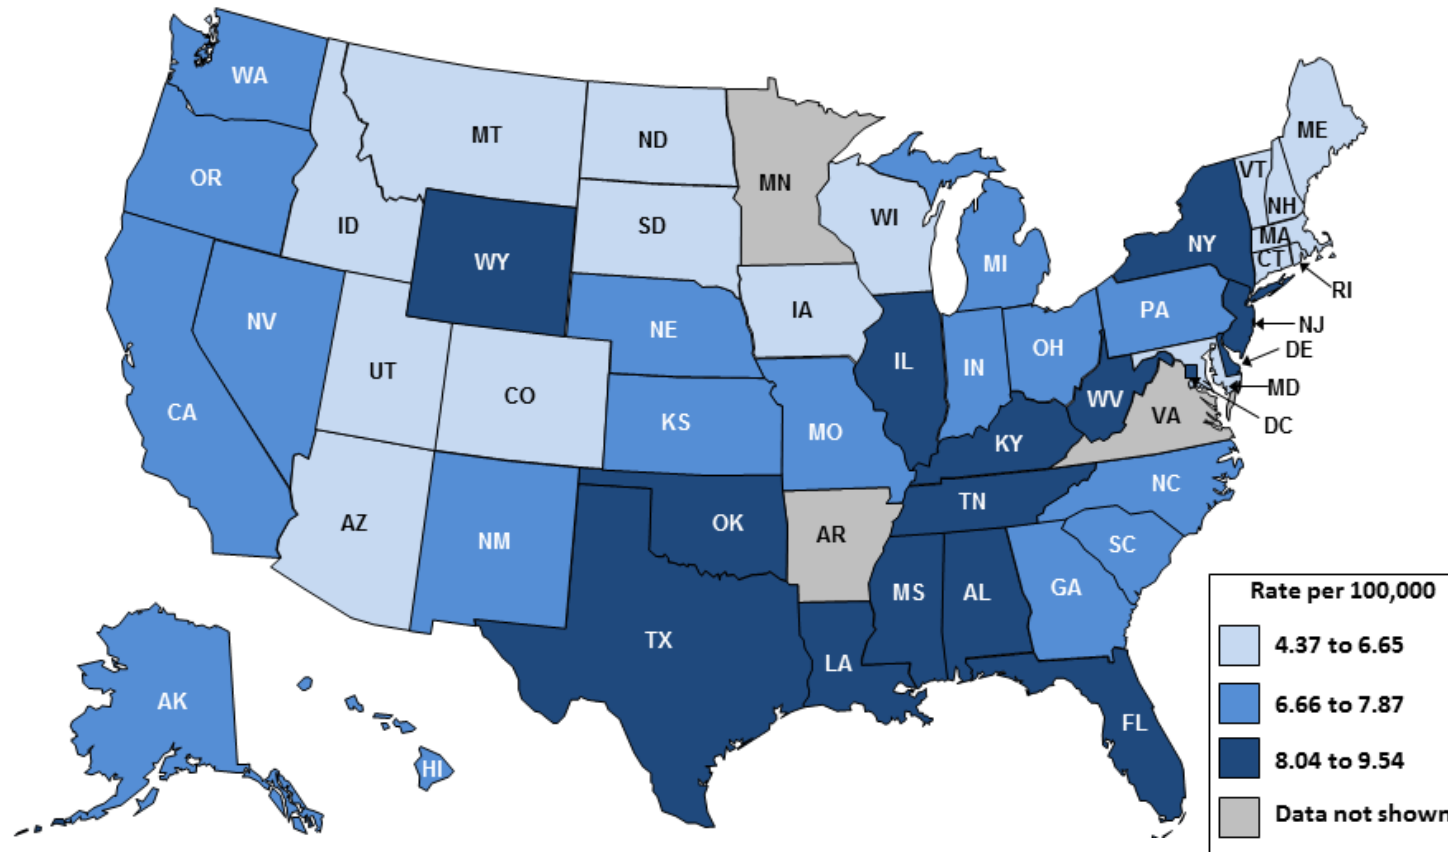 WA
MT
ND
ME
OR
MN
VT
ID
SD
WI
NH
WY
NY
MA
CT
MI
RI
IA
PA
NV
NE
NJ
OH
DE
UT
IL
IN
CO
MD
CA
KS
MO
WV
VA
DC
KY
NC
AZ
OK
TN
NM
AR
SC
MS
AL
GA
TX
LA
AK
HI
FL
Rate per 100,000
4.37 to 6.65
6.66 to 7.87
8.04 to 9.54
Data not shown